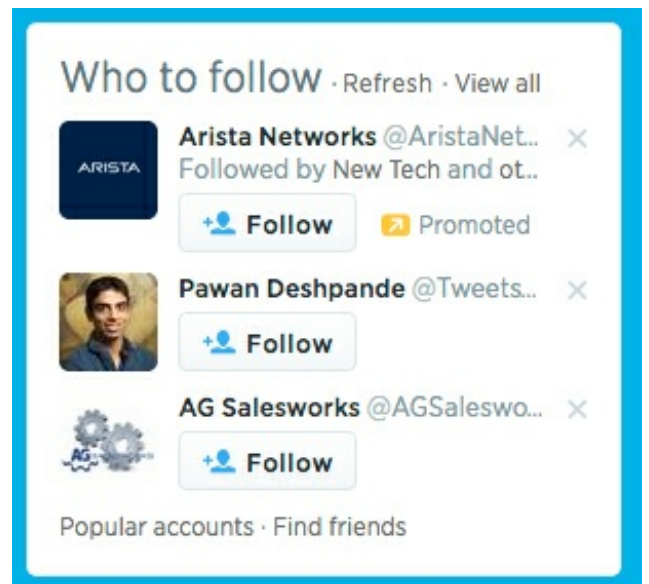 Who to follow · Refresh · View all
ARISTA
Arista Networks @AristaNet...
Followed by New Tech and ot...
Follow
Promoted
Pawan Deshpande @Tweets...
Follow
AG Salesworks @AGSaleswo...
AG
Follow
Popular accounts · Find friends